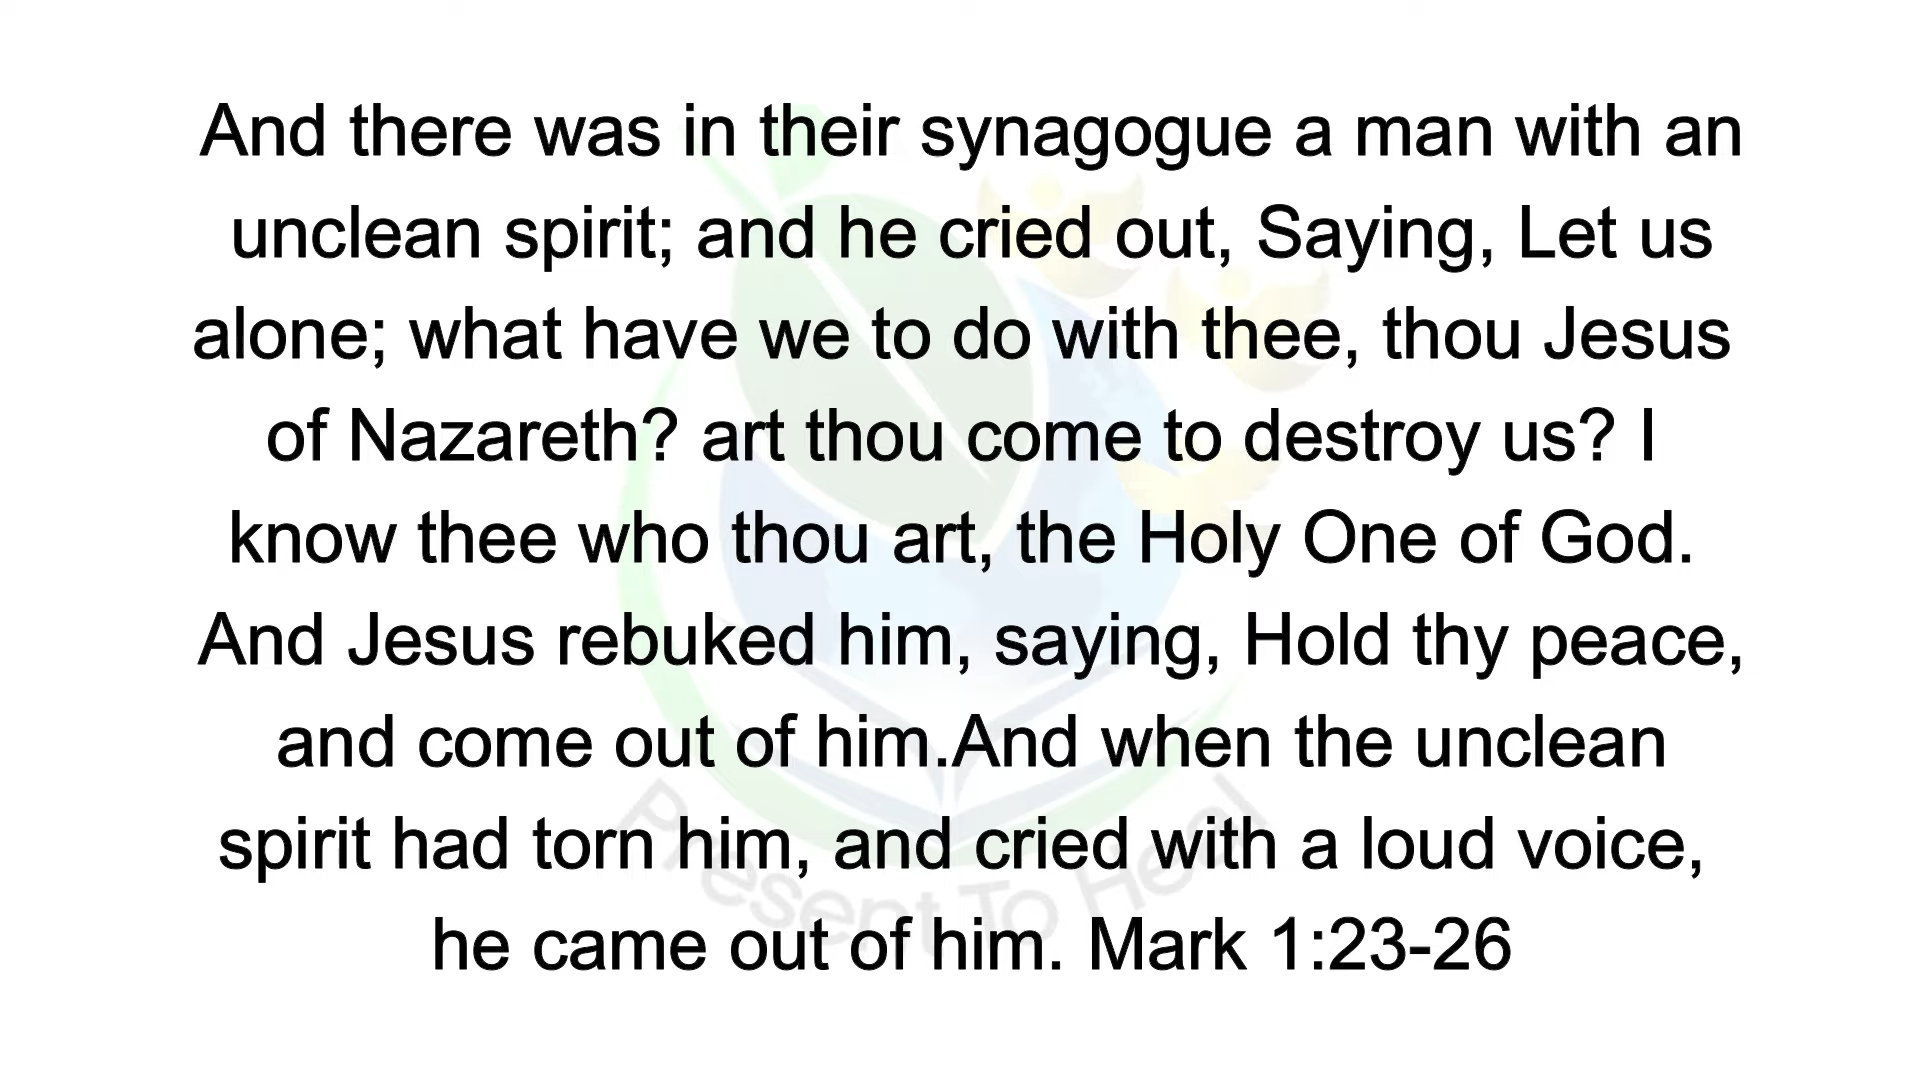 And there was in their synagogue a man with an
unclean spirit; and he cried out, Saying, Let us
alone; what have we to do with thee, thou Jesus
of Nazareth? art thou come to destroy us? I
know thee who thou art, the Holy One of God.
And Jesus rebuked him, saying, Hold thy peace,
and come out of him.And when the unclean
spirit had torn him, and cried with a loud voice,
he came out of him. Mark 1:23-26
Present To Heal